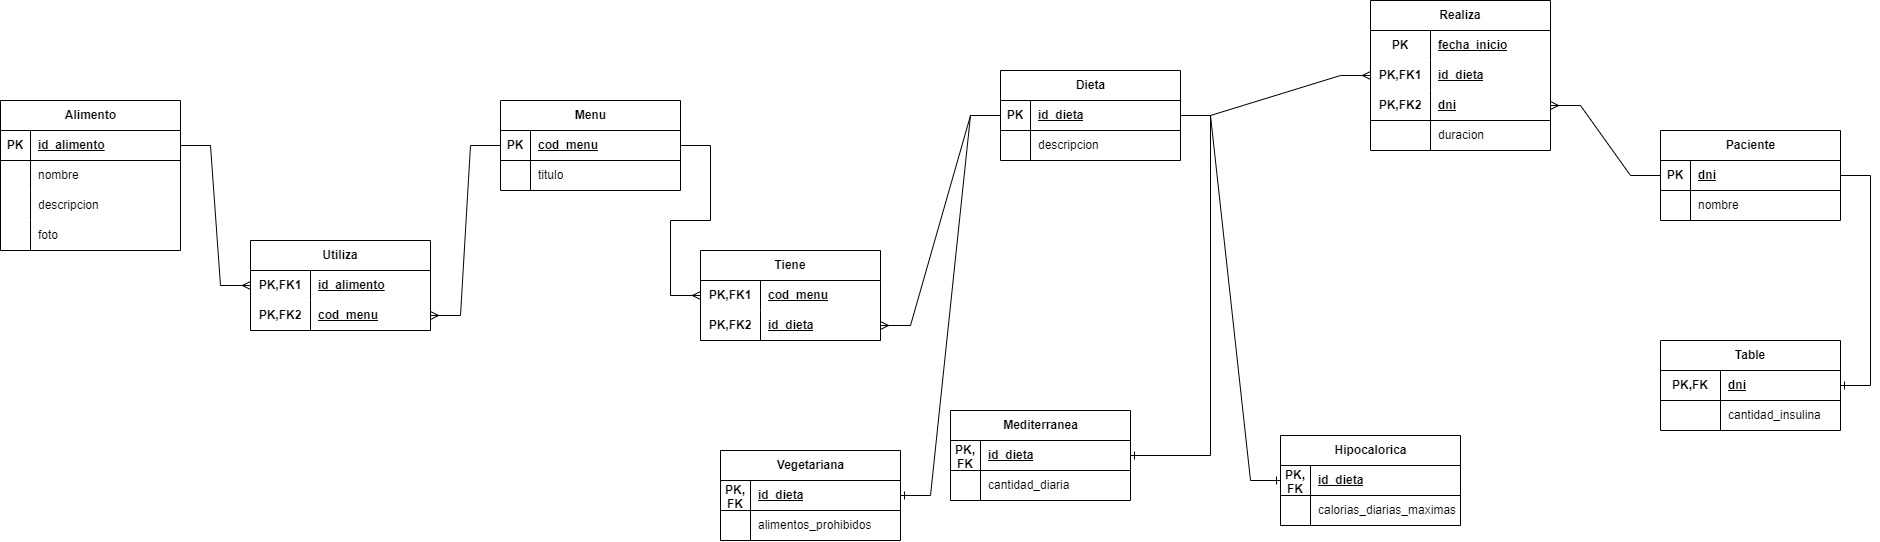 Alimento
PK id_alimento
nombre
descripcion
foto
Utiliza
PK,FK1 id_alimento
PK,FK2 cod_menu
Menu
PK cod_menu
titulo
Tiene
PK,FK1 cod_menu
PK,FK2 id_dieta
Dieta
PK id_dieta
descripcion
Vegetariana
PK, FK id_dieta
alimentos_prohibidos
Mediterranea
PK, FK id_dieta
cantidad_diaria
Hipocalorica
PK, FK id_dieta
calorias_diarias_maximas
Realiza
PK fecha_inicio
PK,FK1 id_dieta
PK,FK2 dni
duracion
Paciente
PK dni
nombre
Table
PK,FK dni
cantidad_insulina